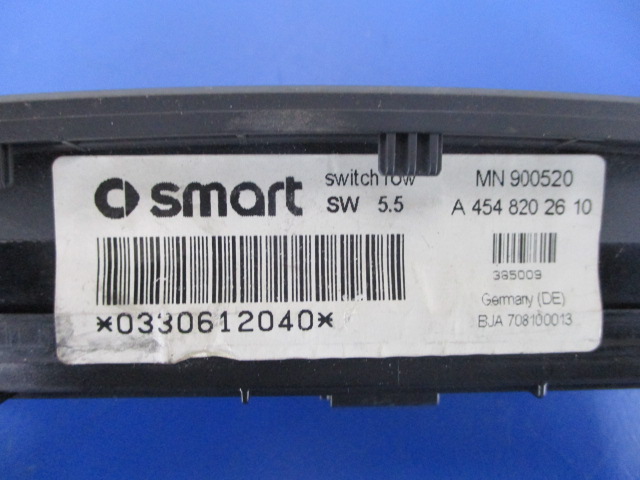 smart
switch row
SW 5.5
MN 900520
A 454 820 26 10
*0330612040*
385009
Germany (DE)
BJA 708100013